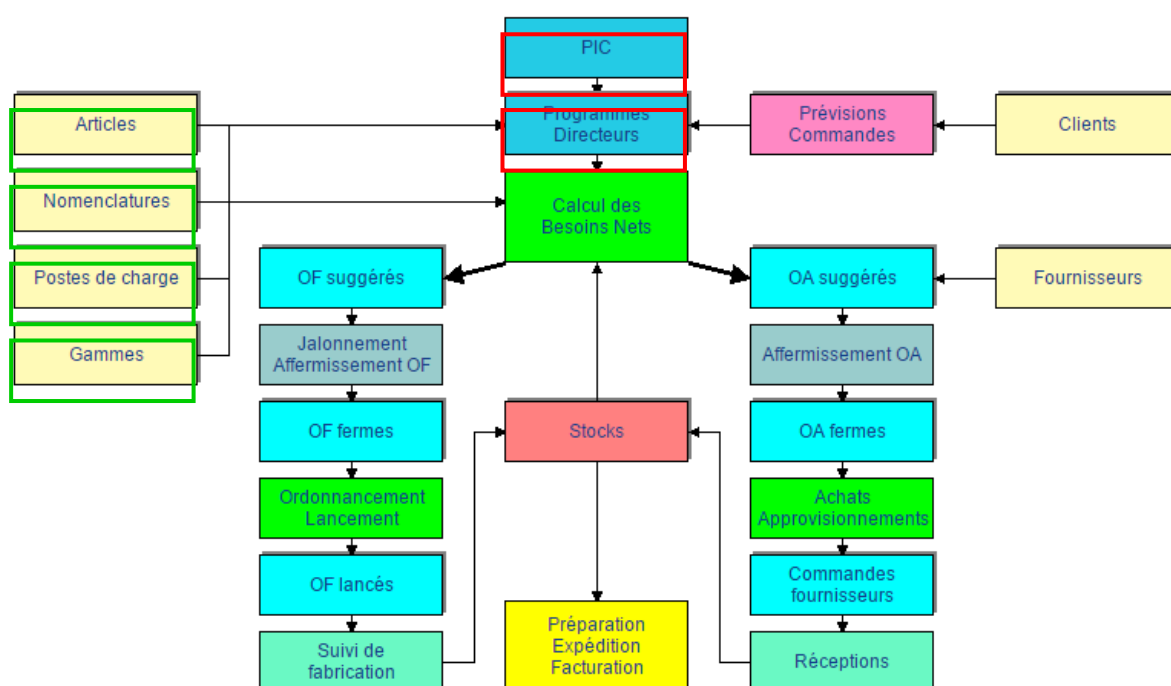 PIC
Articles
Programmes
Directeurs
Prévisions
Commandes
Clients
Nomenclatures
Calcul des
Besoins Nets
Postes de charge
OF suggérés
OA suggérés
Fournisseurs
Gammes
Jalonnement
Affermissement OF
Affermissement OA
OF fermes
Stocks
OA fermes
Ordonnancement
Lancement
Achats
Approvisionnements
OF lancés
Commandes
fournisseurs
Suivi de
fabrication
Préparation
Expédition
Facturation
Réceptions